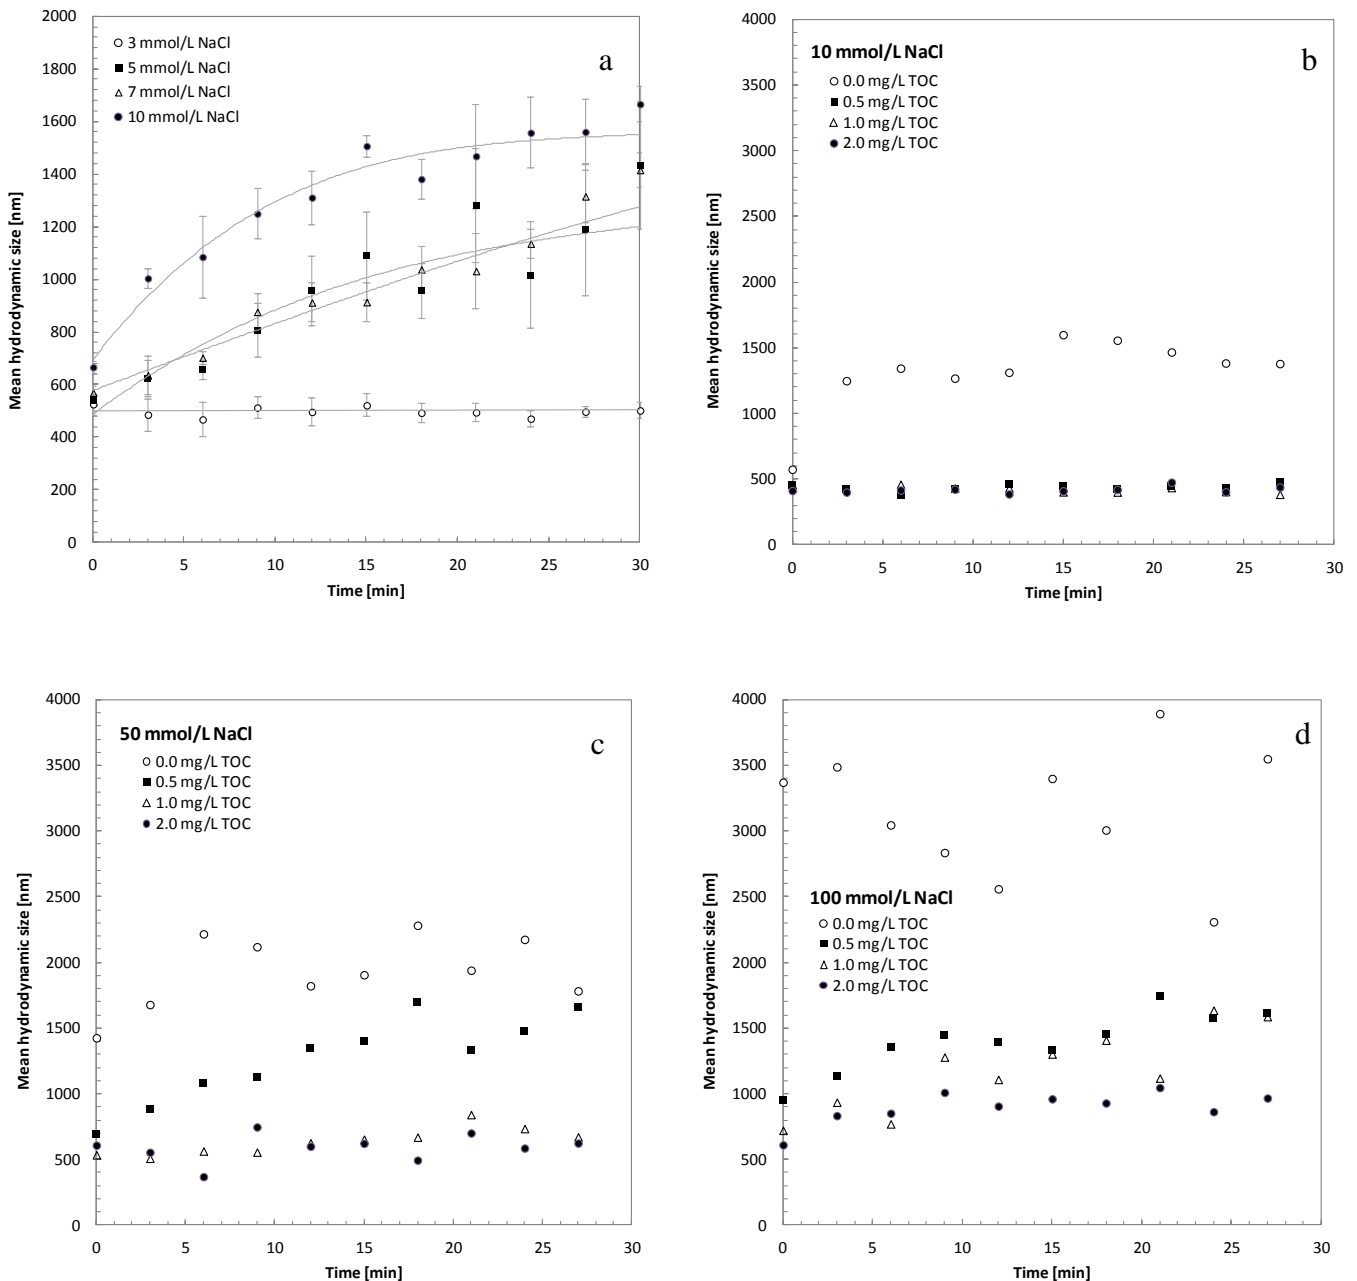 a
3 mmol/L NaCl
5 mmol/L NaCl
7 mmol/L NaCl
10 mmol/L NaCl
Mean hydrodynamic size [nm]
2000
1800
1600
1400
1200
1000
800
600
400
200
0
0 5 10 15 20 25 30
Time [min]
b
10 mmol/L NaCl
0.0 mg/L TOC
0.5 mg/L TOC
1.0 mg/L TOC
2.0 mg/L TOC
Mean hydrodynamic size [nm]
4000
3500
3000
2500
2000
1500
1000
500
0
0 5 10 15 20 25 30
Time [min]
c
50 mmol/L NaCl
0.0 mg/L TOC
0.5 mg/L TOC
1.0 mg/L TOC
2.0 mg/L TOC
Mean hydrodynamic size [nm]
4000
3500
3000
2500
2000
1500
1000
500
0
0 5 10 15 20 25 30
Time [min]
d
100 mmol/L NaCl
0.0 mg/L TOC
0.5 mg/L TOC
1.0 mg/L TOC
2.0 mg/L TOC
Mean hydrodynamic size [nm]
4000
3500
3000
2500
2000
1500
1000
500
0
0 5 10 15 20 25 30
Time [min]